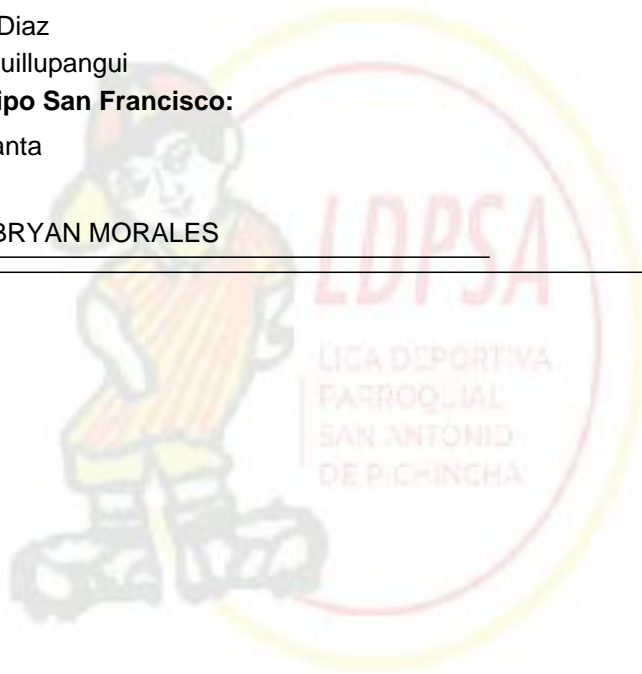 Diaz
uillupangui
ipo San Francisco:
anta
BRYAN MORALES
LDPSA
LIGA DEPORTIVA
PARROQUIAL
SAN ANTONIO
DE PICHINCHA